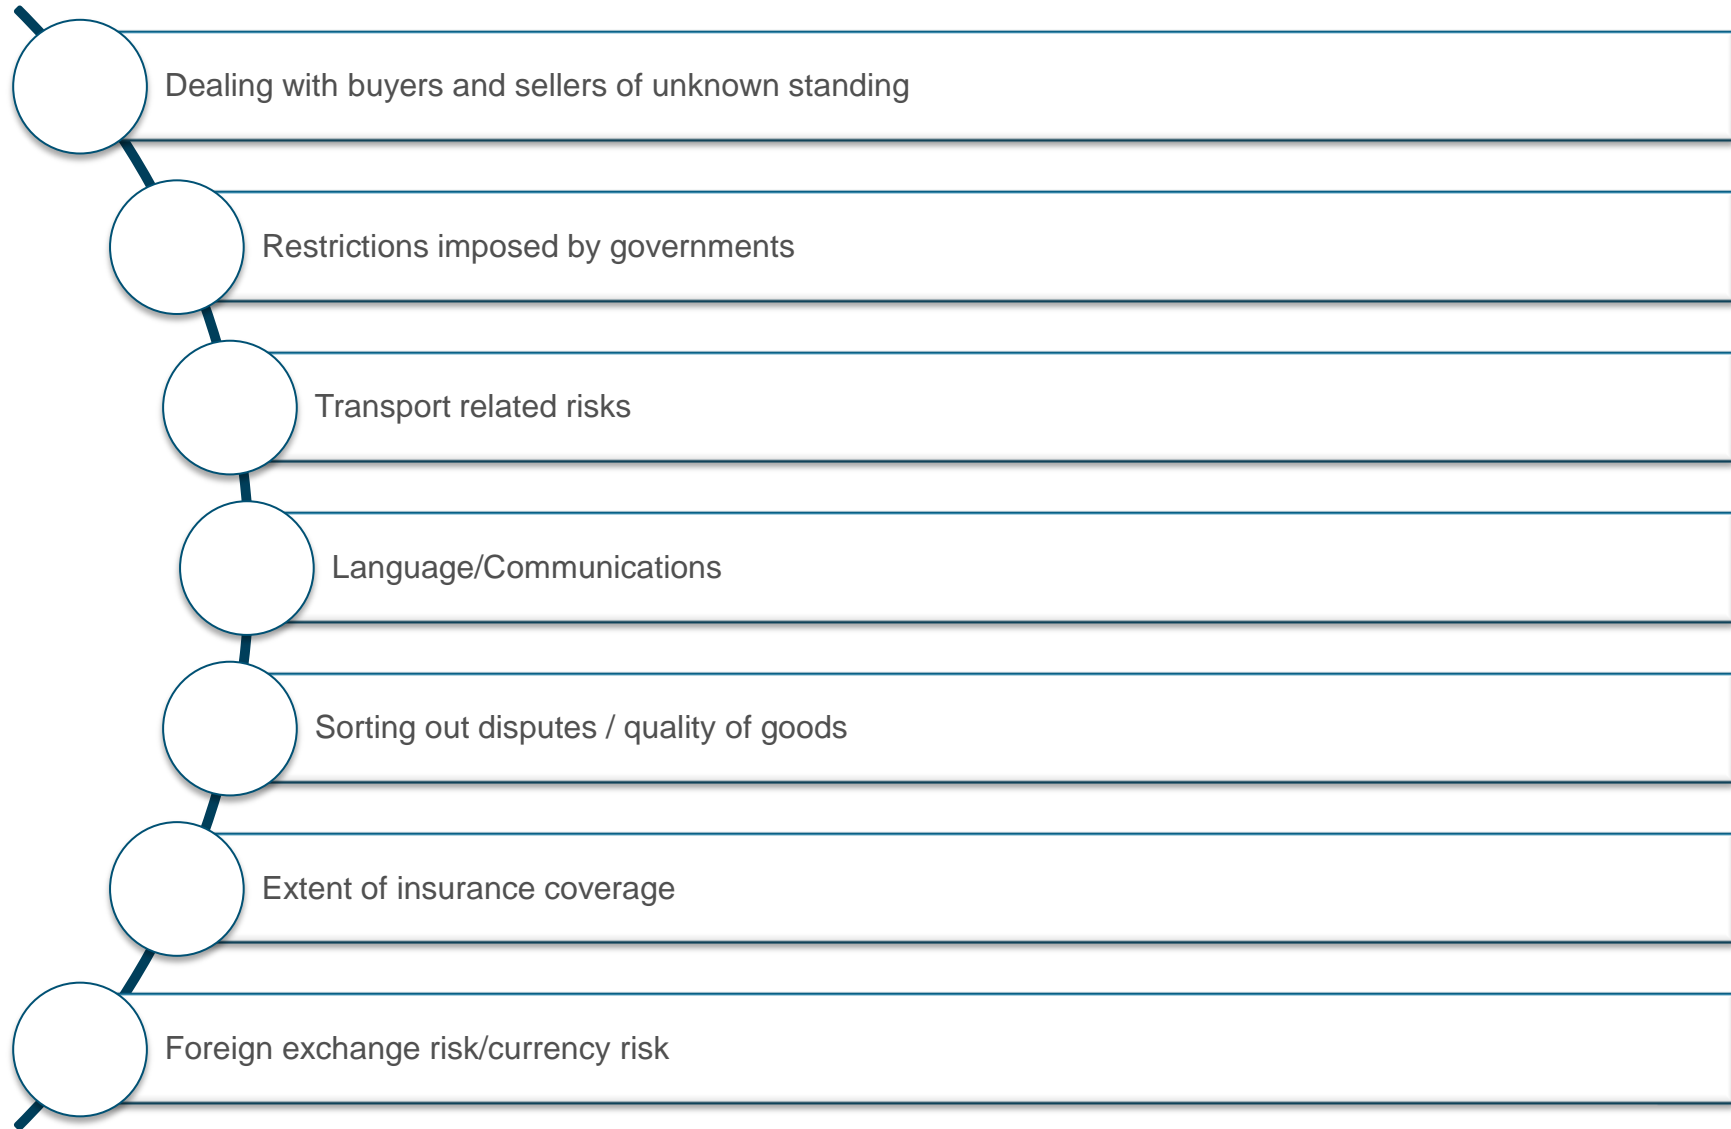 Dealing with buyers and sellers of unknown standing
Restrictions imposed by governments
Transport related risks
Language/Communications
Sorting out disputes / quality of goods
Extent of insurance coverage
Foreign exchange risk/currency risk